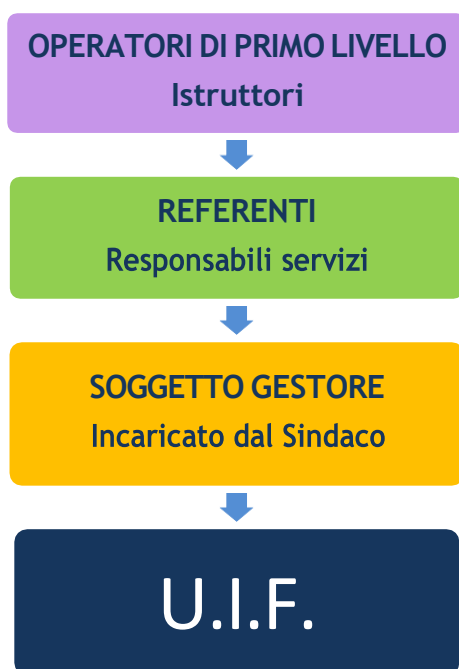 OPERATORI DI PRIMO LIVELLO
Istruttori
REFERENTI
Responsabili servizi
SOGGETTO GESTORE
Incaricato dal Sindaco
U.I.F.